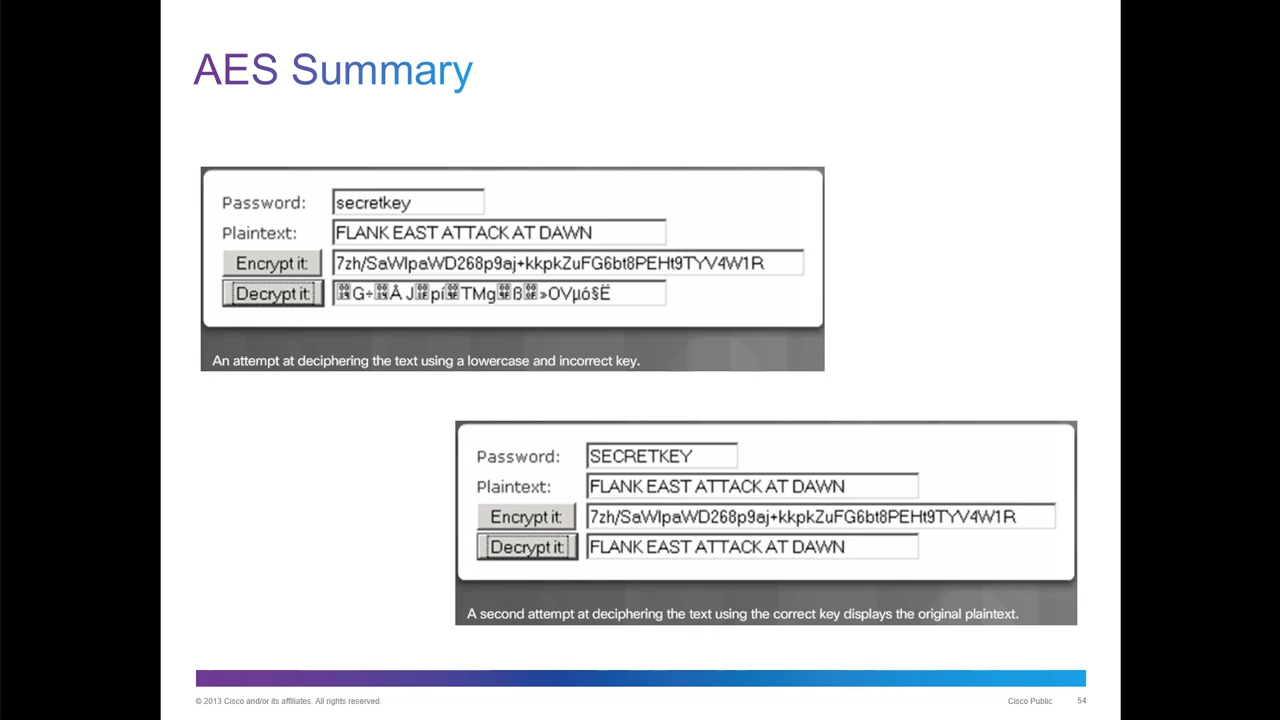 AES Summary
Password: secretkey
Plaintext: FLANK EAST ATTACK AT DAWN
Encrypt it: 7zh/SaWlpaWD268p9aj+kkpkZuFG6bt8PEHt9TYV4W1R
Decrypt it:
An attempt at deciphering the text using a lowercase and incorrect key.
Password: SECRETKEY
Plaintext: FLANK EAST ATTACK AT DAWN
Encrypt it: 7zh/SaWlpaWD268p9aj+kkpkZuFG6bt8PEHt9TYV4W1R
Decrypt it: FLANK EAST ATTACK AT DAWN
A second attempt at deciphering the text using the correct key displays the original plaintext.
© 2013 Cisco and/or its affiliates. All rights reserved. Cisco Public 54